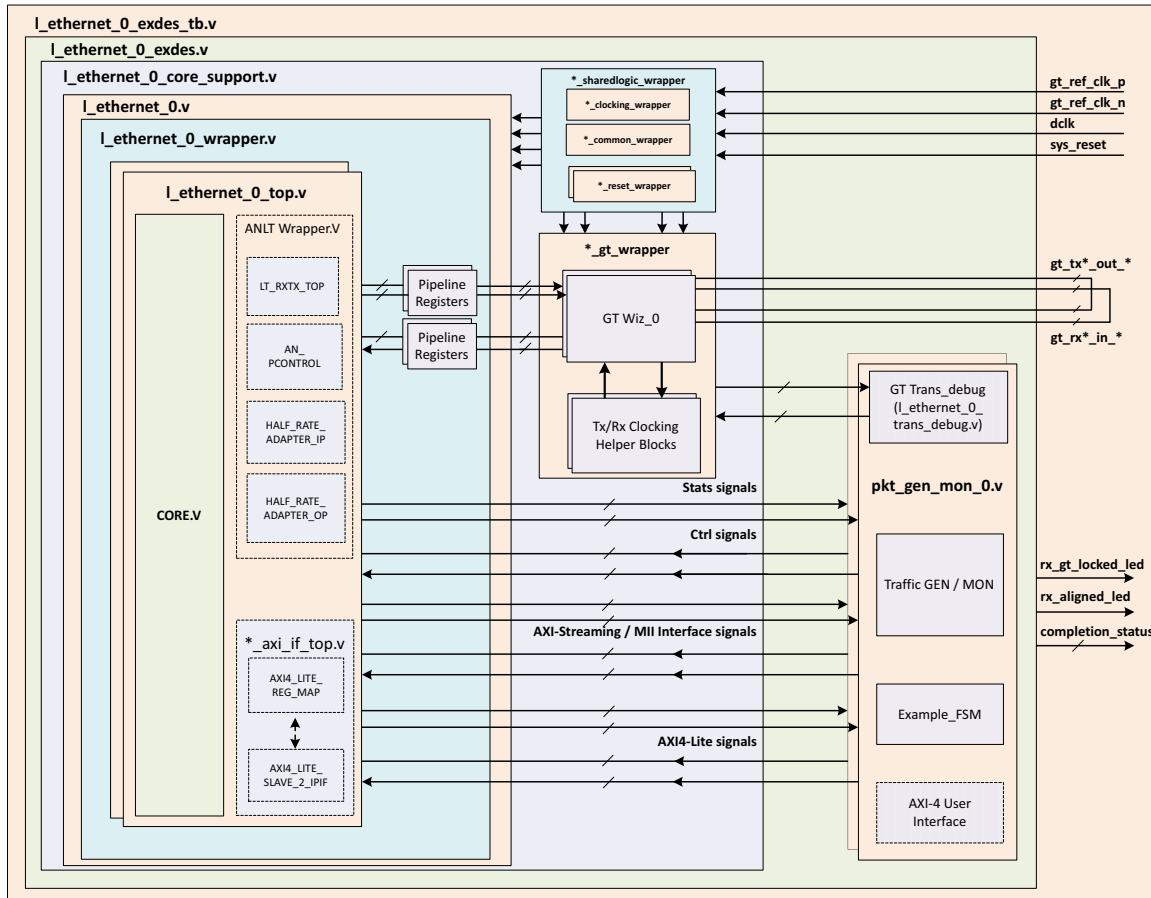 l_ethernet_0_exdes_tb.v
l_ethernet_0_exdes.v
l_ethernet_0_core_support.v
l_ethernet_0.v
l_ethernet_0_wrapper.v
l_ethernet_0_top.v
CORE.V
ANLT Wrapper.V
LT_RXTX_TOP
AN_
PCONTROL
HALF_RATE_
ADAPTER_IP
HALF_RATE_
ADAPTER_OP
*_axi_if_top.v
AXI4_LITE_
REG_MAP
AXI4_LITE_
SLAVE_2_IPIF
Pipeline
Registers
Pipeline
Registers
*_sharedlogic_wrapper
*_clocking_wrapper
*_common_wrapper
*_reset_wrapper
*_gt_wrapper
GT Wiz_0
Tx/Rx Clocking
Helper Blocks
Stats signals
Ctrl signals
AXI-Streaming / MII Interface signals
AXI4-Lite signals
gt_ref_clk_p
gt_ref_clk_n
dclk
sys_reset
gt_tx*_out_*
gt_rx*_in_*
GT Trans_debug
(l_ethernet_0_
trans_debug.v)
pkt_gen_mon_0.v
Traffic GEN / MON
Example_FSM
AXI-4 User
Interface
rx_gt_locked_led
rx_aligned_led
completion_status